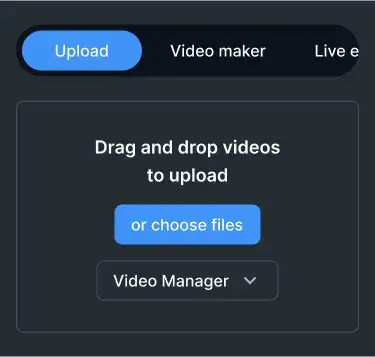 Upload
Video maker
Live e
Drag and drop videos
to upload
or choose files
Video Manager